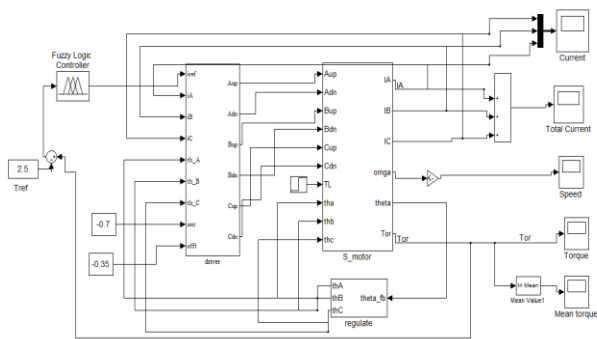 Fuzzy Logic
Controller
2.5
Tref
-0.7
-0.35
iA
iB
iC
th_A
th_B
th_C
Aup
Adn
Bup
Bdn
Cup
Cdn
driver
Aup
Adn
Bup
Bdn
Cup
Cdn
TL
tha
thb
thc
IA
IB
IC
omga
theta
Tor
S_motor
IA
Tor
thA
thB
thC
theta_fb
regulate
Current
Total Current
Speed
Tor
Torque
In Mean
Mean Value1
Mean torque